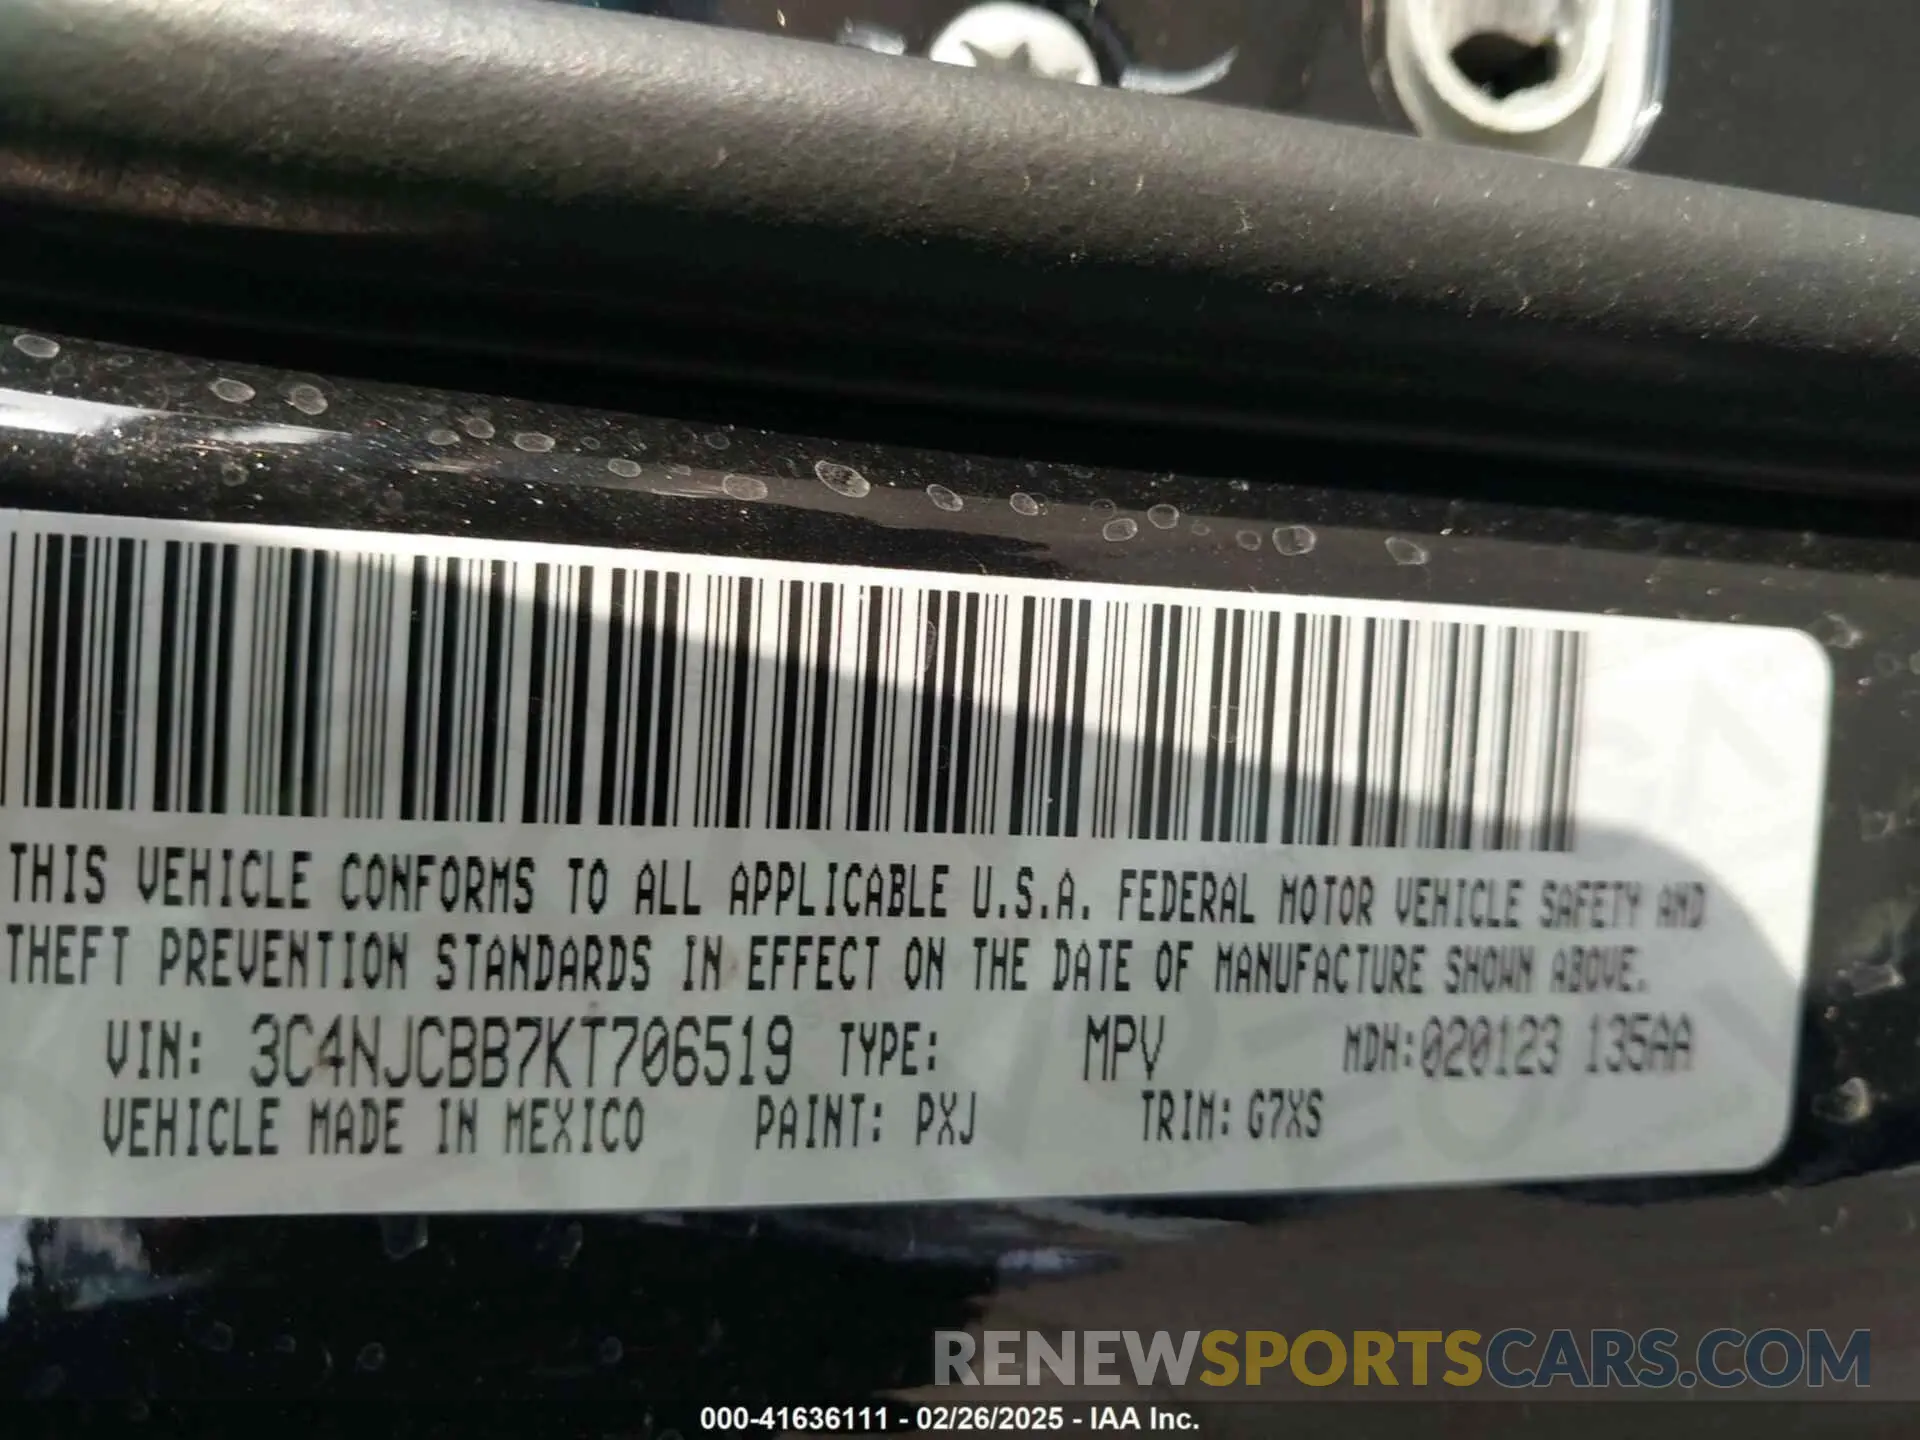 THIS VEHICLE CONFORMS TO ALL APPLICABLE U.S.A. FEDERAL MOTOR VEHICLE SAFETY AND
THEFT PREVENTION STANDARDS IN EFFECT ON THE DATE OF MANUFACTURE SHOWN ABOVE.
VIN: 3C4NJCBB7KT706519 TYPE: MPV MDH:020123 135AA
VEHICLE MADE IN MEXICO PAINT: PXJ TRIM: G7XS
RENEWSPORTSCARS.COM
000-41636111 - 02/26/2025 - IAA Inc.